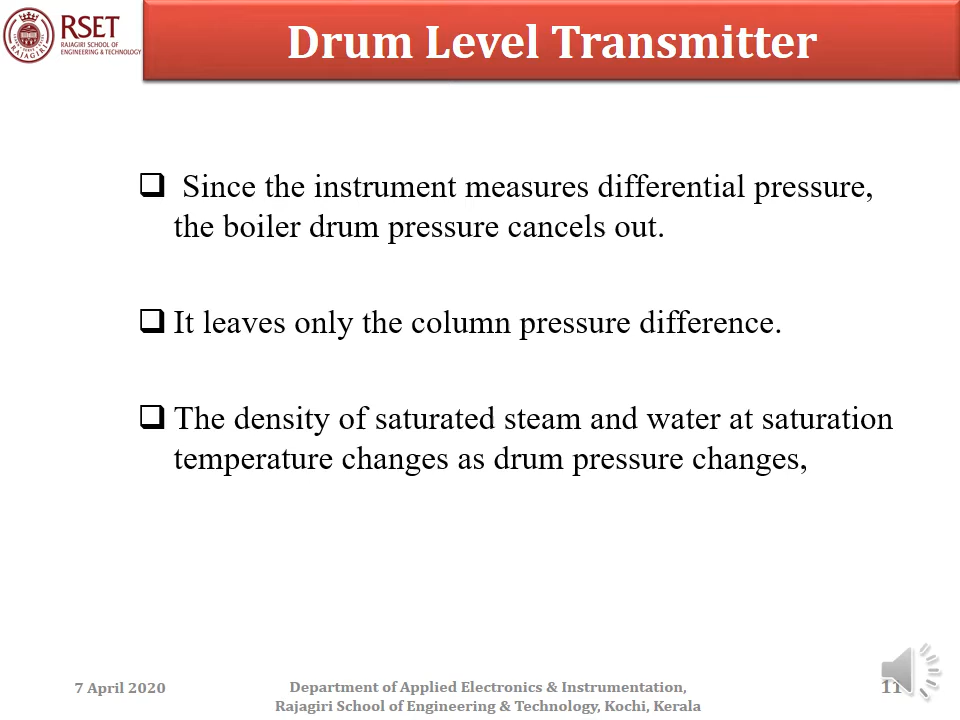 RSET
RAJAGIRI SCHOOL OF
ENGINEERING & TECHNOLOGY
Drum Level Transmitter
Since the instrument measures differential pressure,
the boiler drum pressure cancels out.
It leaves only the column pressure difference.
The density of saturated steam and water at saturation
temperature changes as drum pressure changes,
7 April 2020
Department of Applied Electronics & Instrumentation,
Rajagiri School of Engineering & Technology, Kochi, Kerala
11